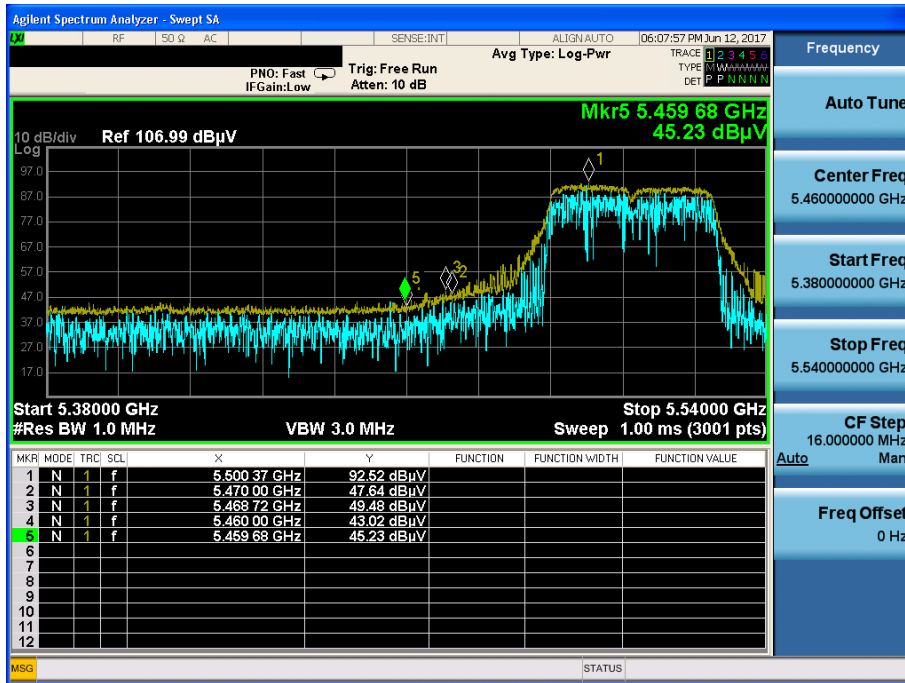 Agilent Spectrum Analyzer - Swept SA
LXI RF 50 Ω AC SENSE:INT ALIGN AUTO 06:07:57 PM Jun 12, 2017
PNO: Fast Trig: Free Run Avg Type: Log-Pwr TRACE 1 2 3 4 5 6
IFGain:Low Atten: 10 dB TYPE M W W W W W
DET P P N N N N
Mkr5 5.459 68 GHz
45.23 dBµV
10 dB/div Ref 106.99 dBµV
Log
97.0
87.0
77.0
67.0
57.0
47.0
37.0
27.0
17.0
1
5
3
2
Start 5.38000 GHz Stop 5.54000 GHz
#Res BW 1.0 MHz VBW 3.0 MHz Sweep 1.00 ms (3001 pts)
MKR MODE TRC SCL X Y FUNCTION FUNCTION WIDTH FUNCTION VALUE
1 N 1 f 5.500 37 GHz 92.52 dBµV
2 N 1 f 5.470 00 GHz 47.64 dBµV
3 N 1 f 5.468 72 GHz 49.48 dBµV
4 N 1 f 5.460 00 GHz 43.02 dBµV
5 N 1 f 5.459 68 GHz 45.23 dBµV
6
7
8
9
10
11
12
MSG STATUS
Frequency
Auto Tune
Center Freq
5.460000000 GHz
Start Freq
5.380000000 GHz
Stop Freq
5.540000000 GHz
CF Step
16.000000 MHz
Auto Man
Freq Offset
0 Hz